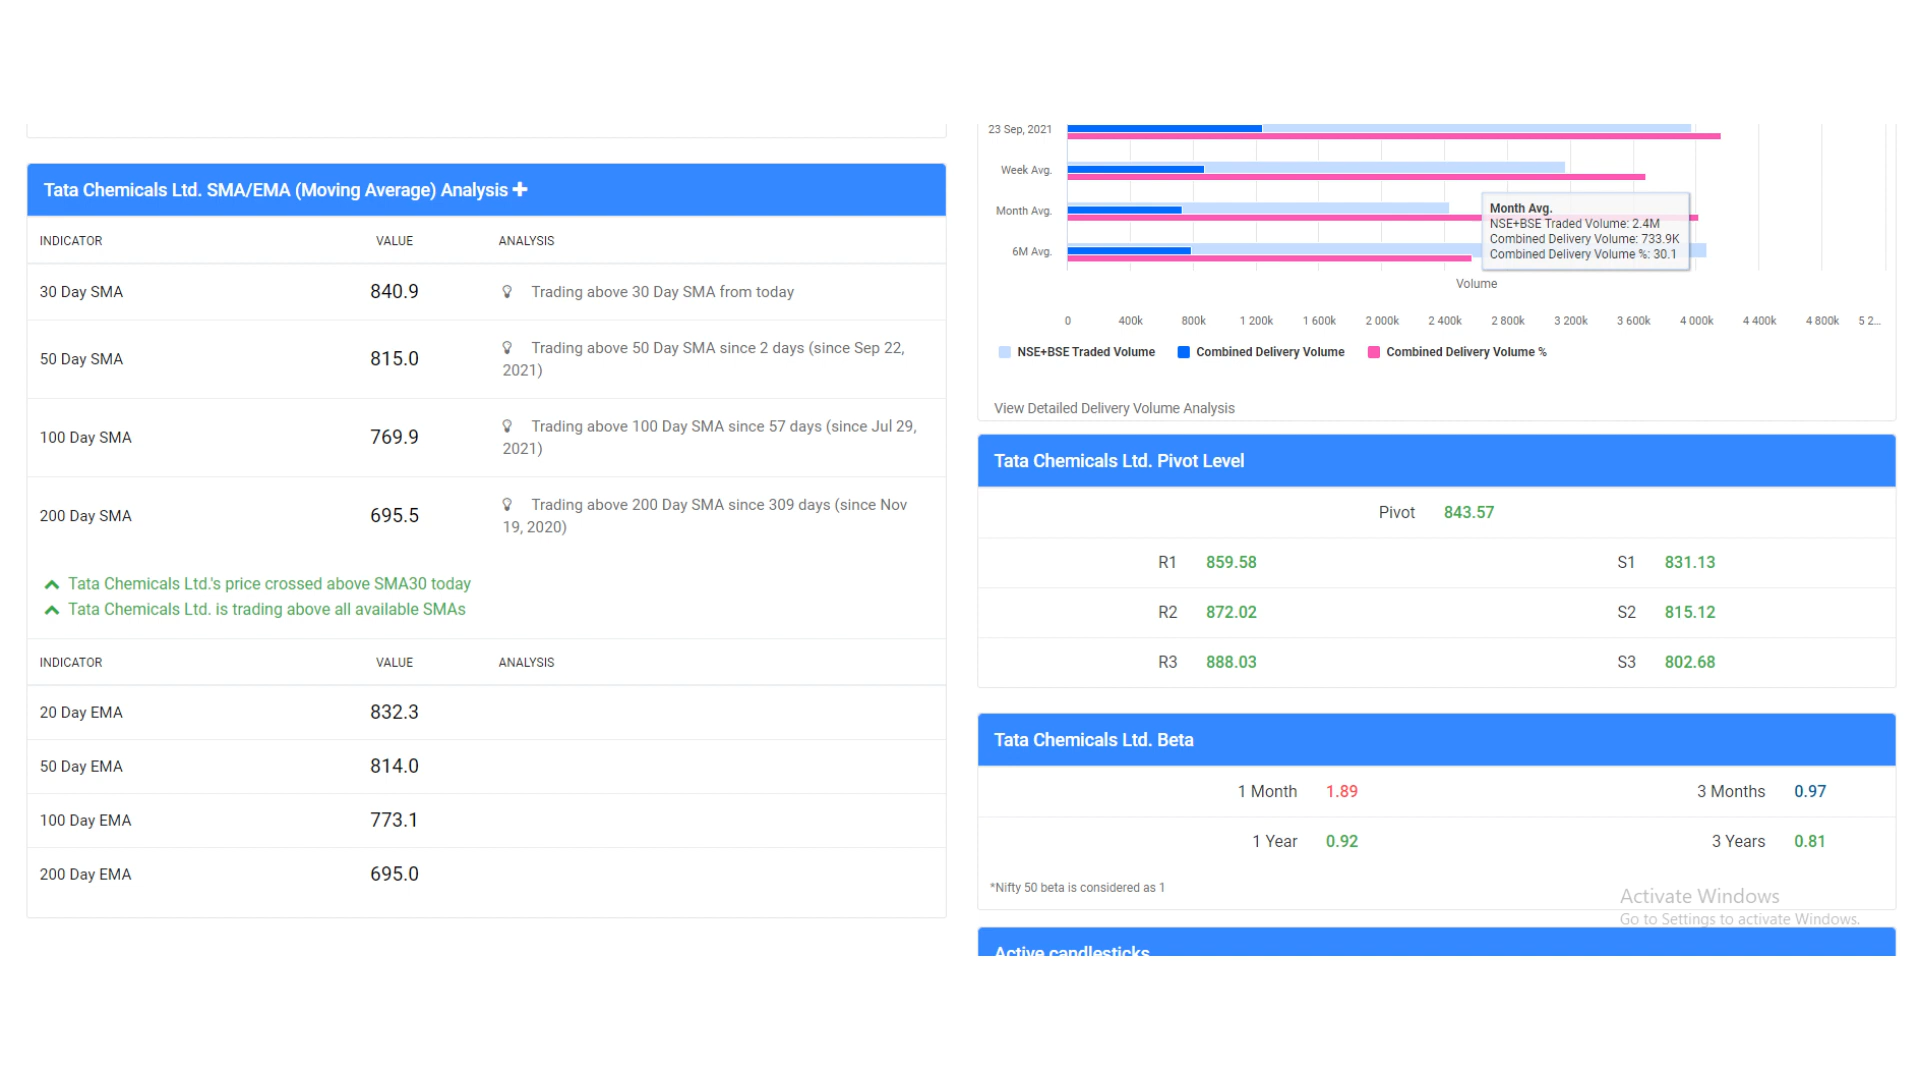 Tata Chemicals Ltd. SMA/EMA (Moving Average) Analysis +
INDICATOR VALUE ANALYSIS
30 Day SMA 840.9 Trading above 30 Day SMA from today
50 Day SMA 815.0 Trading above 50 Day SMA since 2 days (since Sep 22,
2021)
100 Day SMA 769.9 Trading above 100 Day SMA since 57 days (since Jul 29,
2021)
200 Day SMA 695.5 Trading above 200 Day SMA since 309 days (since Nov
19, 2020)
Tata Chemicals Ltd.'s price crossed above SMA30 today
Tata Chemicals Ltd. is trading above all available SMAs
INDICATOR VALUE ANALYSIS
20 Day EMA 832.3
50 Day EMA 814.0
100 Day EMA 773.1
200 Day EMA 695.0
23 Sep, 2021
Week Avg.
Month Avg.
6M Avg.
Month Avg.
NSE+BSE Traded Volume: 2.4M
Combined Delivery Volume: 733.9K
Combined Delivery Volume %: 30.1
Volume
0 400k 800k 1 200k 1 600k 2 000k 2 400k 2 800k 3 200k 3 600k 4 000k 4 400k 4 800k 5 2...
NSE+BSE Traded Volume Combined Delivery Volume Combined Delivery Volume %
View Detailed Delivery Volume Analysis
Tata Chemicals Ltd. Pivot Level
Pivot 843.57
R1 859.58 S1 831.13
R2 872.02 S2 815.12
R3 888.03 S3 802.68
Tata Chemicals Ltd. Beta
1 Month 1.89 3 Months 0.97
1 Year 0.92 3 Years 0.81
*Nifty 50 beta is considered as 1
Activate Windows
Go to Settings to activate Windows.
Active candlesticks